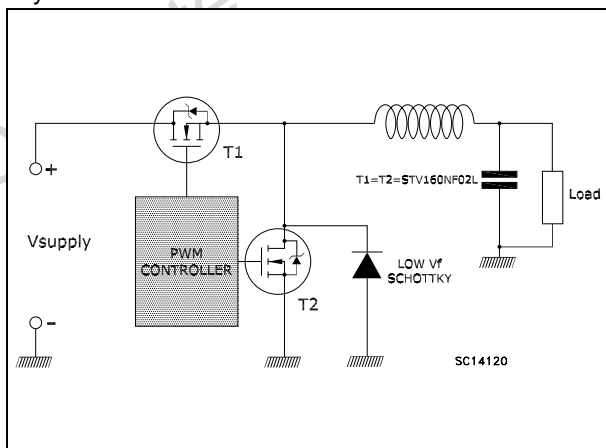 T1
T1=T2=STV160NF02L
Load
+
Vsupply
PWM
CONTROLLER
LOW Vf
SCHOTTKY
T2
-
SC14120